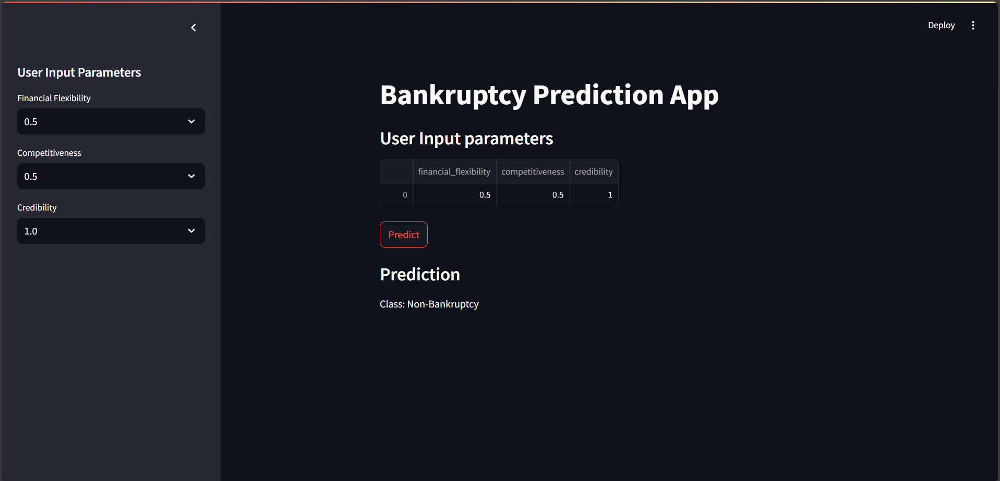 Deploy
User Input Parameters
Financial Flexibility
0.5
Competitiveness
0.5
Credibility
1.0
Bankruptcy Prediction App
User Input parameters
financial_flexibility competitiveness credibility
0 0.5 0.5 1
Predict
Prediction
Class: Non-Bankruptcy